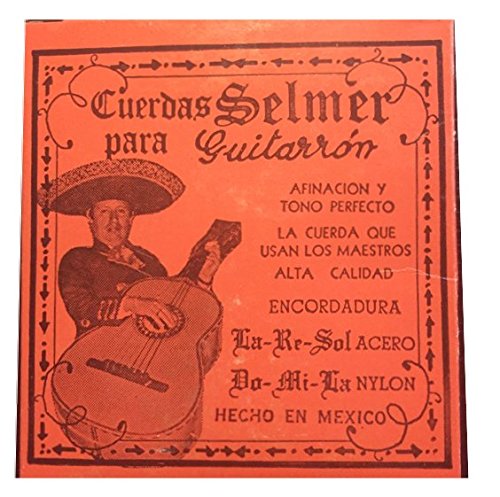 Cuerdas Selmer
para Guitarrón
AFINACION Y
TONO PERFECTO
LA CUERDA QUE
USAN LOS MAESTROS
ALTA CALIDAD
ENCORDADURA
La-Re-Sol ACERO
Do-Mi-La NYLON
HECHO EN MEXICO